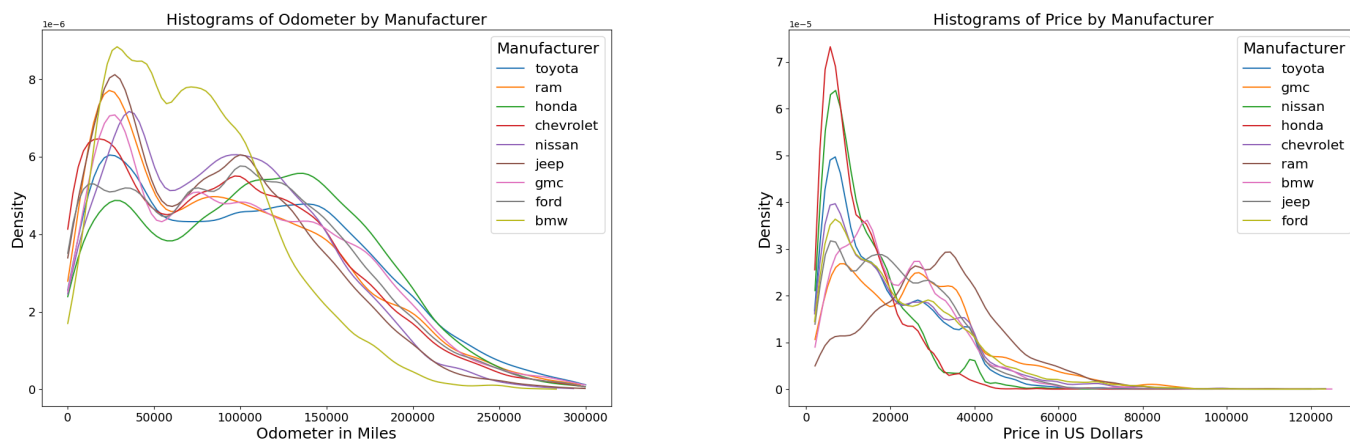 Histograms of Odometer by Manufacturer
1e-6
Manufacturer
toyota
ram
honda
chevrolet
nissan
jeep
gmc
ford
bmw
8
6
4
2
0
Density
0 50000 100000 150000 200000 250000 300000
Odometer in Miles
Histograms of Price by Manufacturer
1e-5
Manufacturer
toyota
gmc
nissan
honda
chevrolet
ram
bmw
jeep
ford
7
6
5
4
3
2
1
0
Density
0 20000 40000 60000 80000 100000 120000
Price in US Dollars